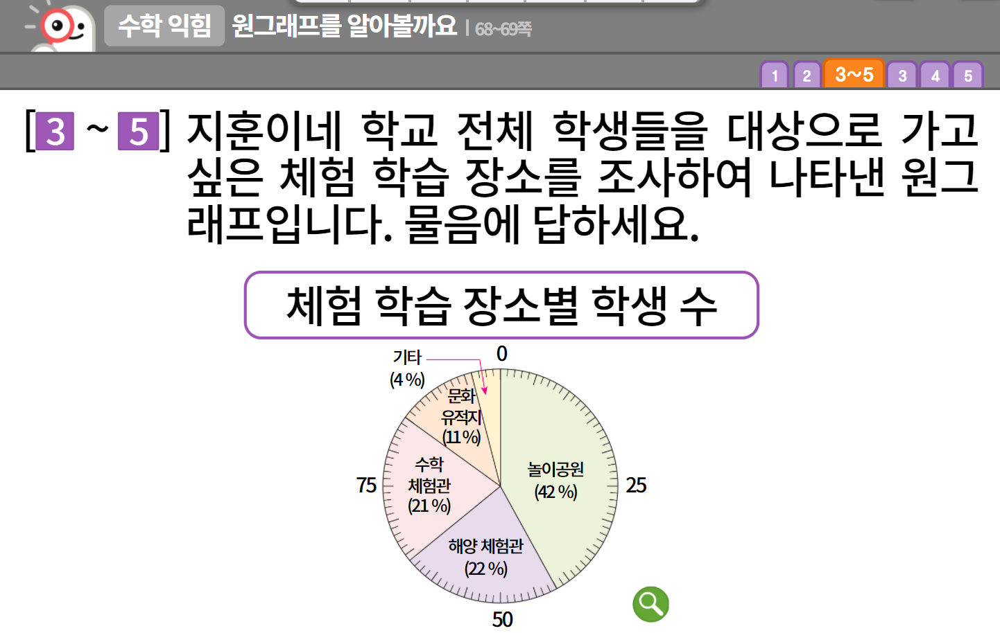 수학 익힘 원그래프를 알아볼까요 | 68~69쪽
1 2 3~5 3 4 5
[3 ~ 5] 지훈이네 학교 전체 학생들을 대상으로 가고
싶은 체험 학습 장소를 조사하여 나타낸 원그
래프입니다. 물음에 답하세요.
체험 학습 장소별 학생 수
0
기타
(4 %)
문화
유적지
(11 %)
수학
체험관
(21 %)
놀이공원
(42 %)
75
25
해양 체험관
(22 %)
50